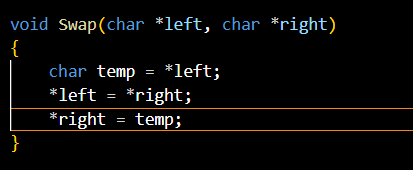 void Swap(char *left, char *right)
{
    char temp = *left;
    *left = *right;
    *right = temp;
}